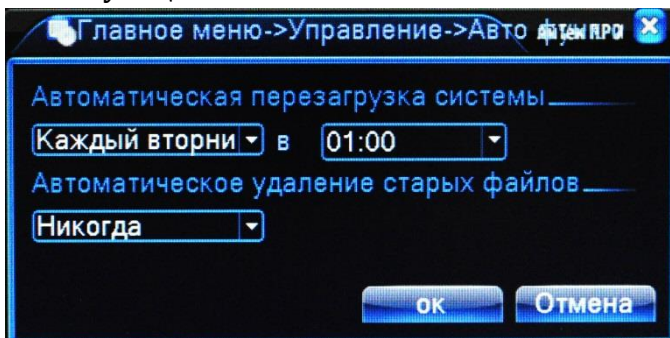 Главное меню->Управление->Авто
Автоматическая перезагрузка системы
Каждый вторни в 01:00
Автоматическое удаление старых файлов
Никогда
ок Отмена